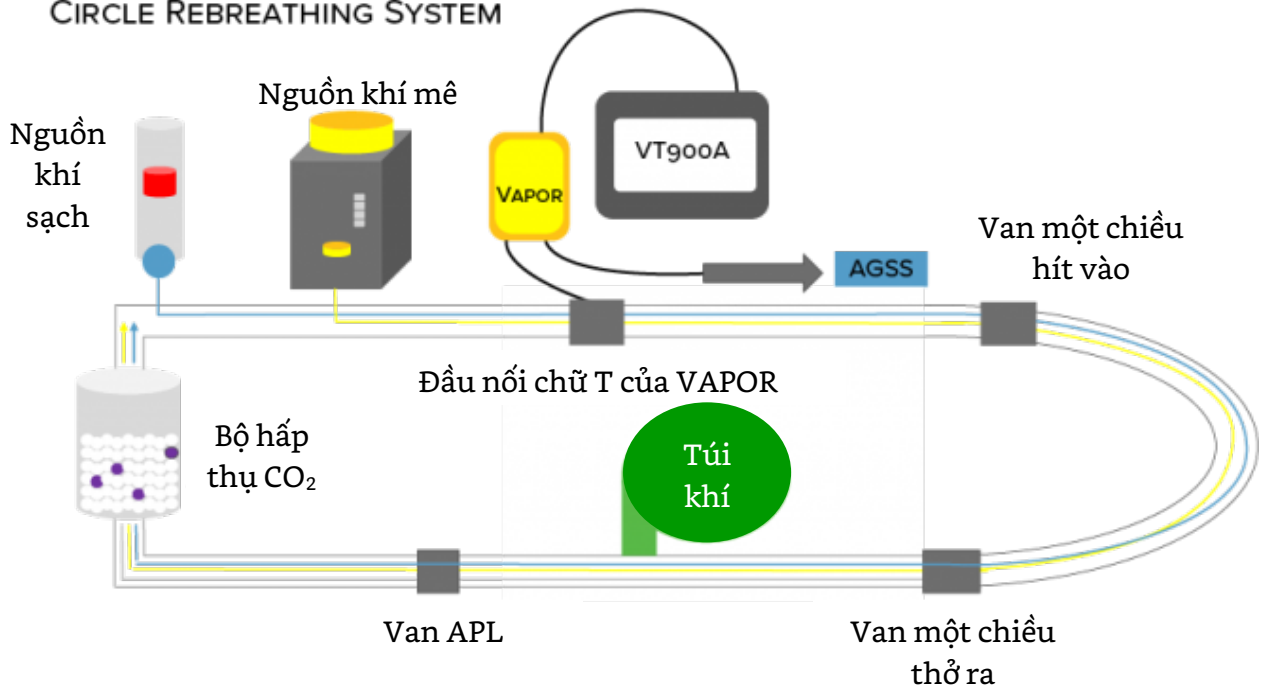 CIRCLE REBREATHING SYSTEM
Nguồn khí mê
Nguồn
khí
sạch
VT900A
VAPOR
Van một chiều
hít vào
AGSS
Đầu nối chữ T của VAPOR
Bộ hấp
thụ CO₂
Túi
khí
Van APL
Van một chiều
thở ra